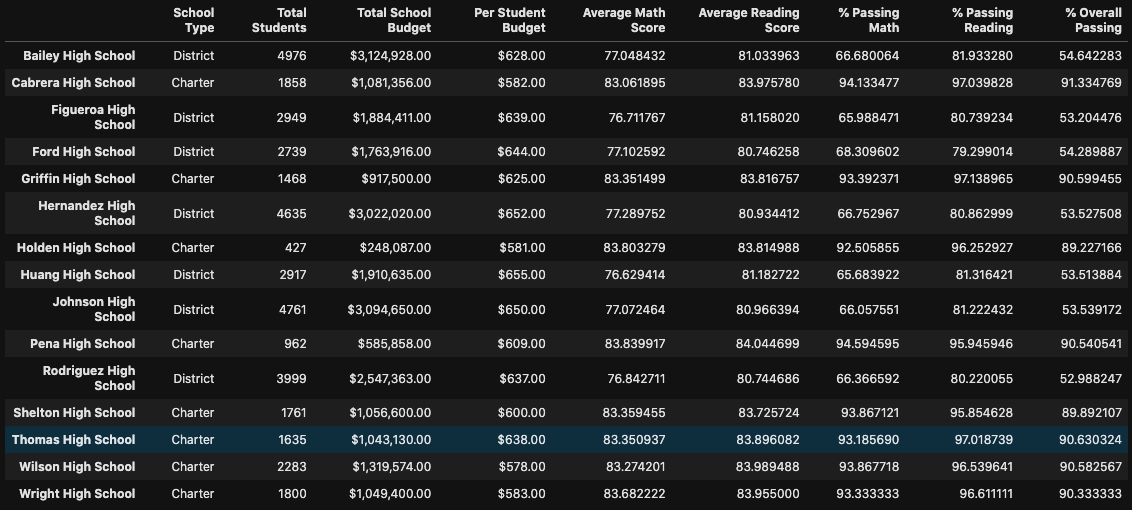 School Type Total Students Total School Budget Per Student Budget Average Math Score Average Reading Score % Passing Math % Passing Reading % Overall Passing
Bailey High School District 4976 $3,124,928.00 $628.00 77.048432 81.033963 66.680064 81.933280 54.642283
Cabrera High School Charter 1858 $1,081,356.00 $582.00 83.061895 83.975780 94.133477 97.039828 91.334769
Figueroa High School District 2949 $1,884,411.00 $639.00 76.711767 81.158020 65.988471 80.739234 53.204476
Ford High School District 2739 $1,763,916.00 $644.00 77.102592 80.746258 68.309602 79.299014 54.289887
Griffin High School Charter 1468 $917,500.00 $625.00 83.351499 83.816757 93.392371 97.138965 90.599455
Hernandez High School District 4635 $3,022,020.00 $652.00 77.289752 80.934412 66.752967 80.862999 53.527508
Holden High School Charter 427 $248,087.00 $581.00 83.803279 83.814988 92.505855 96.252927 89.227166
Huang High School District 2917 $1,910,635.00 $655.00 76.629414 81.182722 65.683922 81.316421 53.513884
Johnson High School District 4761 $3,094,650.00 $650.00 77.072464 80.966394 66.057551 81.222432 53.539172
Pena High School Charter 962 $585,858.00 $609.00 83.839917 84.044699 94.594595 95.945946 90.540541
Rodriguez High School District 3999 $2,547,363.00 $637.00 76.842711 80.744686 66.366592 80.220055 52.988247
Shelton High School Charter 1761 $1,056,600.00 $600.00 83.359455 83.725724 93.867121 95.854628 89.892107
Thomas High School Charter 1635 $1,043,130.00 $638.00 83.350937 83.896082 93.185690 97.018739 90.630324
Wilson High School Charter 2283 $1,319,574.00 $578.00 83.274201 83.989488 93.867718 96.539641 90.582567
Wright High School Charter 1800 $1,049,400.00 $583.00 83.682222 83.955000 93.333333 96.611111 90.333333